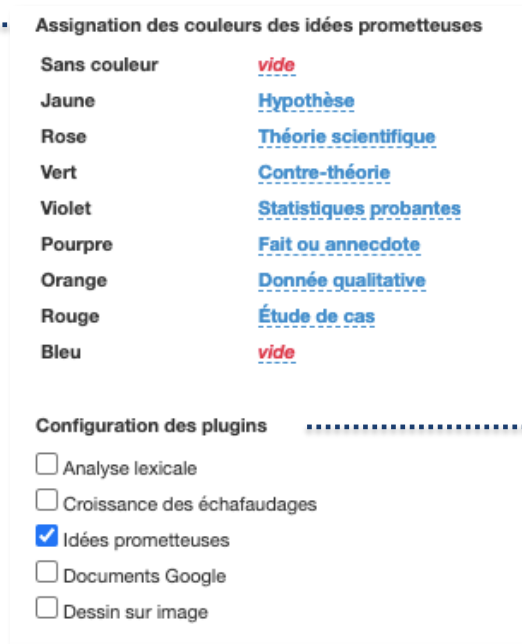 Assignation des couleurs des idées prometteuses
Sans couleur vide
Jaune Hypothèse
Rose Théorie scientifique
Vert Contre-théorie
Violet Statistiques probantes
Pourpre Fait ou annecdote
Orange Donnée qualitative
Rouge Étude de cas
Bleu vide
Configuration des plugins
Analyse lexicale
Croissance des échafaudages
Idées prometteuses
Documents Google
Dessin sur image